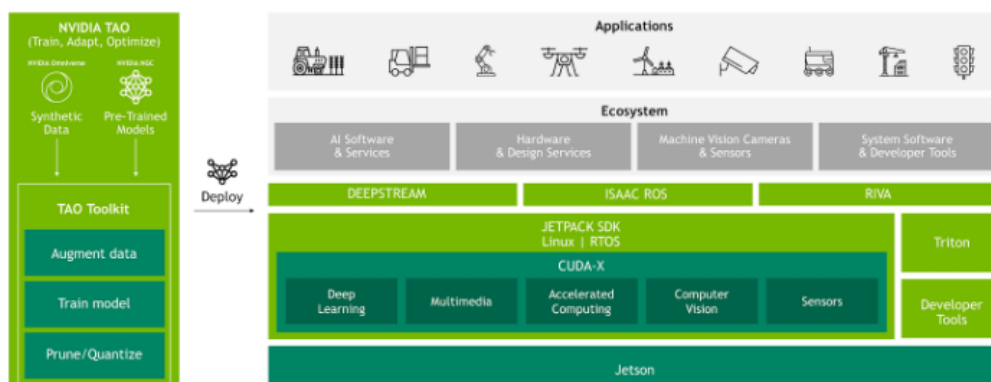 NVIDIA TAO
(Train, Adapt, Optimize)
NVIDIA Omniverse
NVIDIA NGC
Synthetic
Data
Pre-Trained
Models
TAO Toolkit
Augment data
Train model
Prune/Quantize
Deploy
Applications
Ecosystem
AI Software
& Services
Hardware
& Design Services
Machine Vision Cameras
& Sensors
System Software
& Developer Tools
DEEPSTREAM
ISAAC ROS
RIVA
JETPACK SDK
Linux | RTOS
CUDA-X
Deep
Learning
Multimedia
Accelerated
Computing
Computer
Vision
Sensors
Triton
Developer
Tools
Jetson